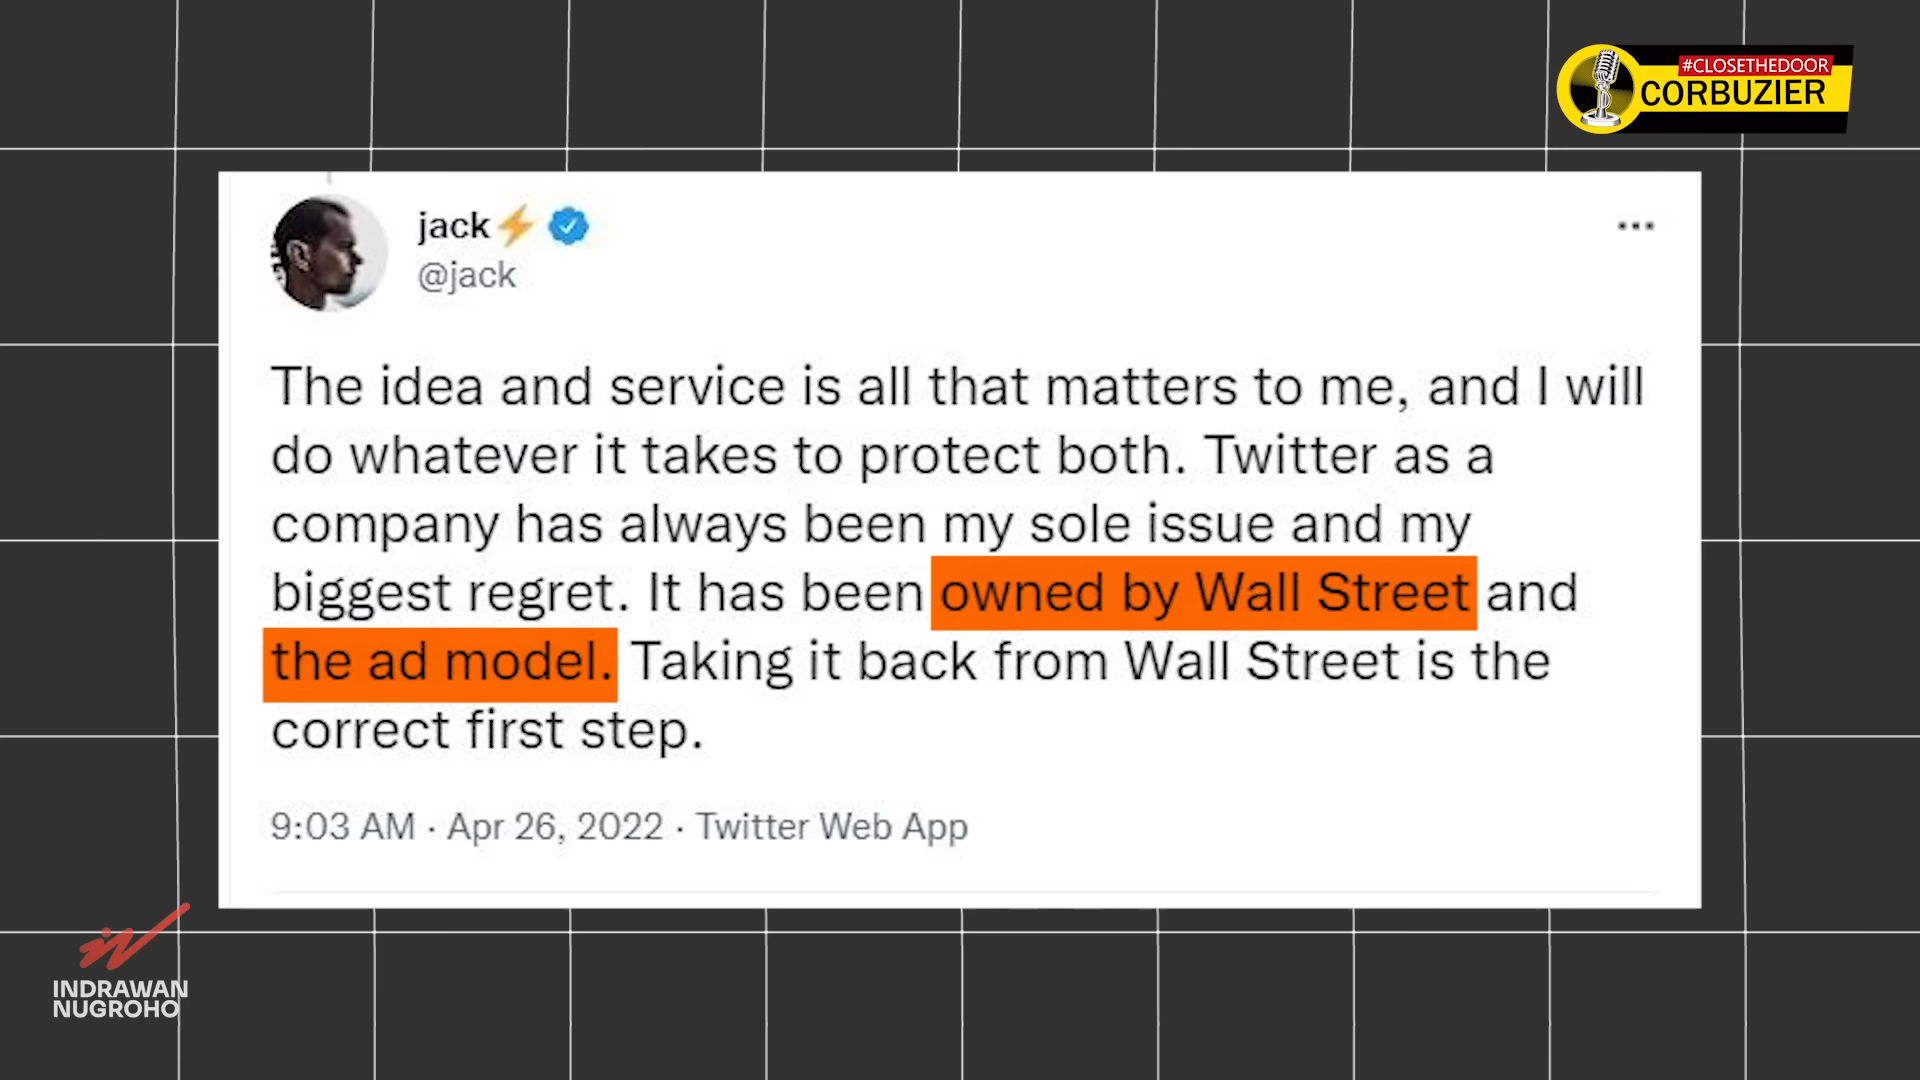 #CLOSETHEDOOR
CORBUZIER
jack⚡
@jack
The idea and service is all that matters to me, and I will
do whatever it takes to protect both. Twitter as a
company has always been my sole issue and my
biggest regret. It has been owned by Wall Street and
the ad model. Taking it back from Wall Street is the
correct first step.
9:03 AM · Apr 26, 2022 · Twitter Web App
INDRAWAN
NUGROHO